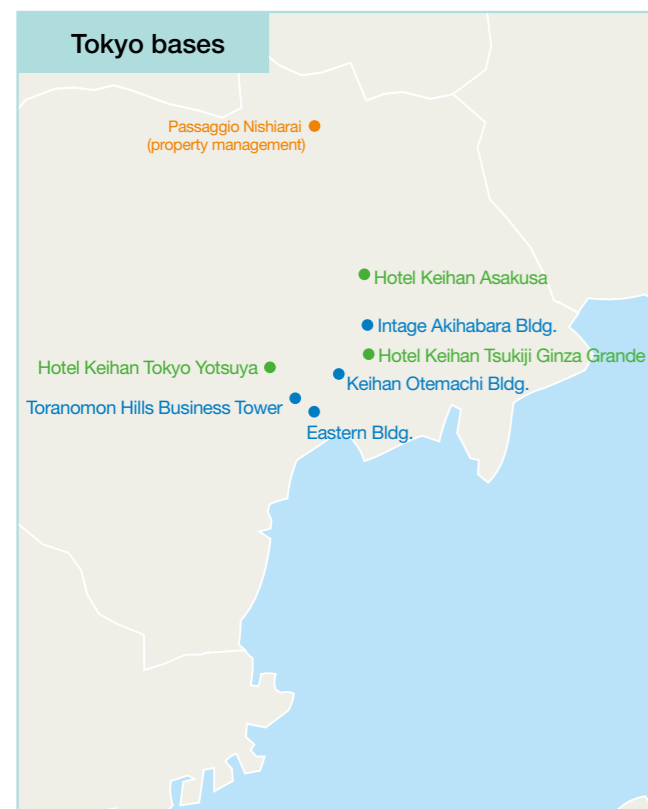 Tokyo bases
Passaggio Nishiarai
(property management)
Hotel Keihan Asakusa
Intage Akihabara Bldg.
Hotel Keihan Tsukiji Ginza Grande
Hotel Keihan Tokyo Yotsuya
Keihan Otemachi Bldg.
Toranomon Hills Business Tower
Eastern Bldg.